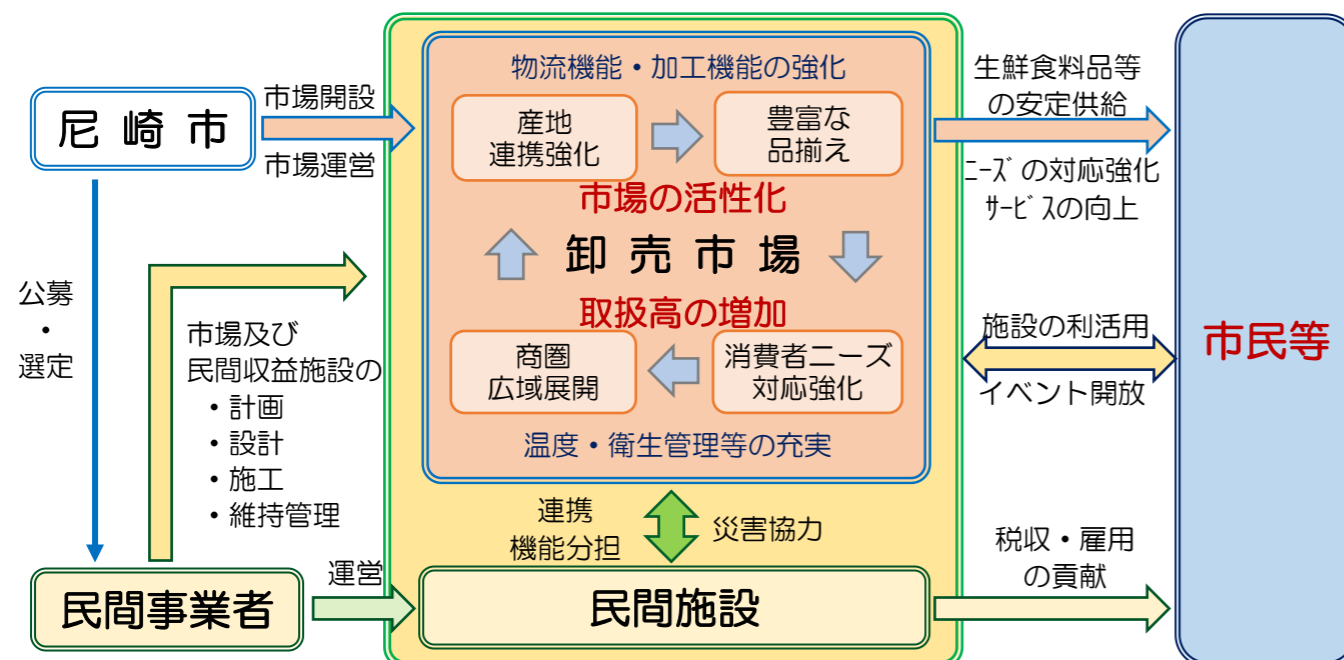 尼崎市
市場開設
市場運営
公募
・
選定
市場及び
民間収益施設の
・計画
・設計
・施工
・維持管理
民間事業者
運営
物流機能・加工機能の強化
産地
連携強化
豊富な
品揃え
市場の活性化
卸売市場
取扱高の増加
商圏
広域展開
消費者ニーズ
対応強化
温度・衛生管理等の充実
連携
機能分担
災害協力
民間施設
生鮮食料品等
の安定供給
ﾆｰｽﾞの対応強化
ｻｰﾋﾞｽの向上
施設の利活用
イベント開放
税収・雇用
の貢献
市民等